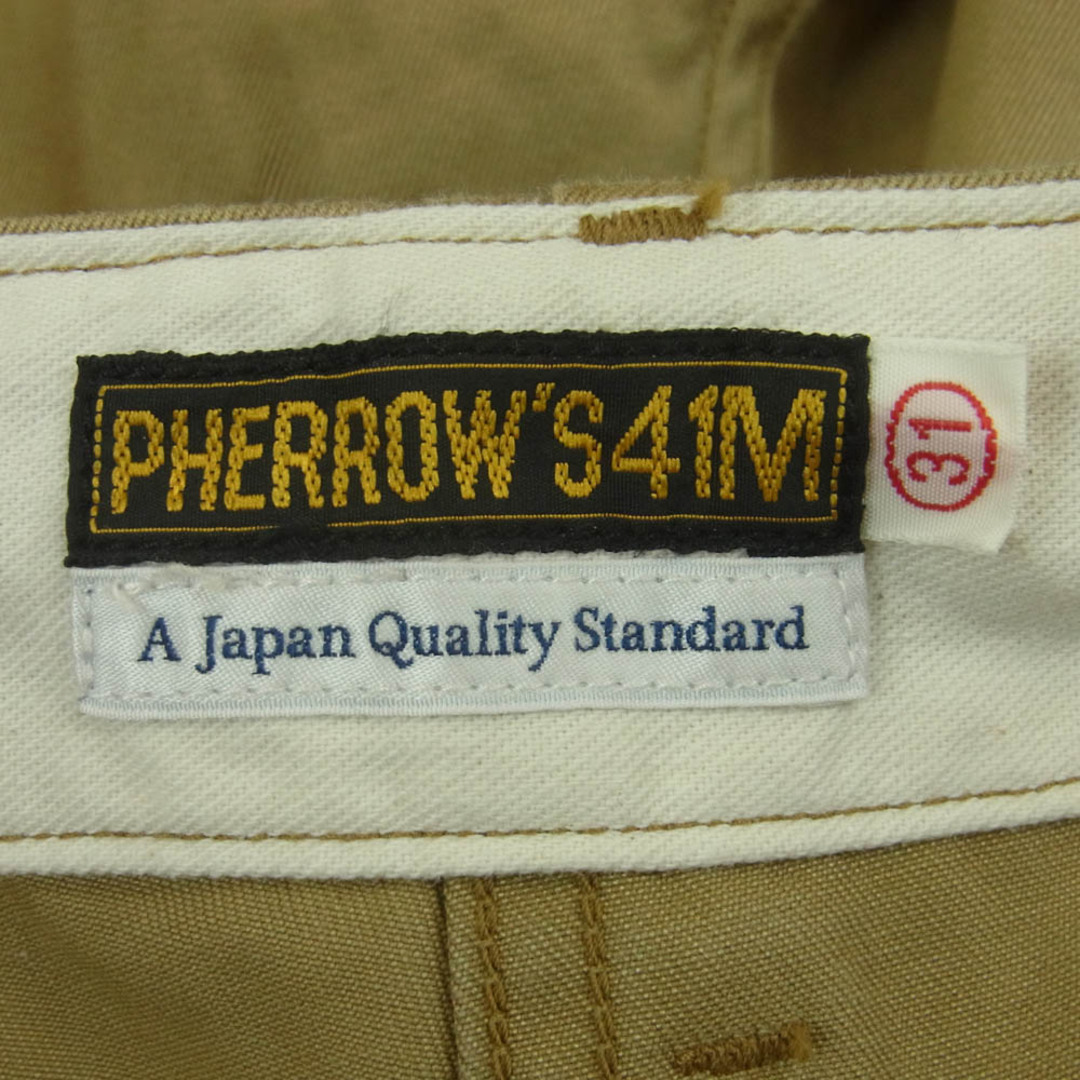 PHERROW'S 41M
31
A Japan Quality Standard